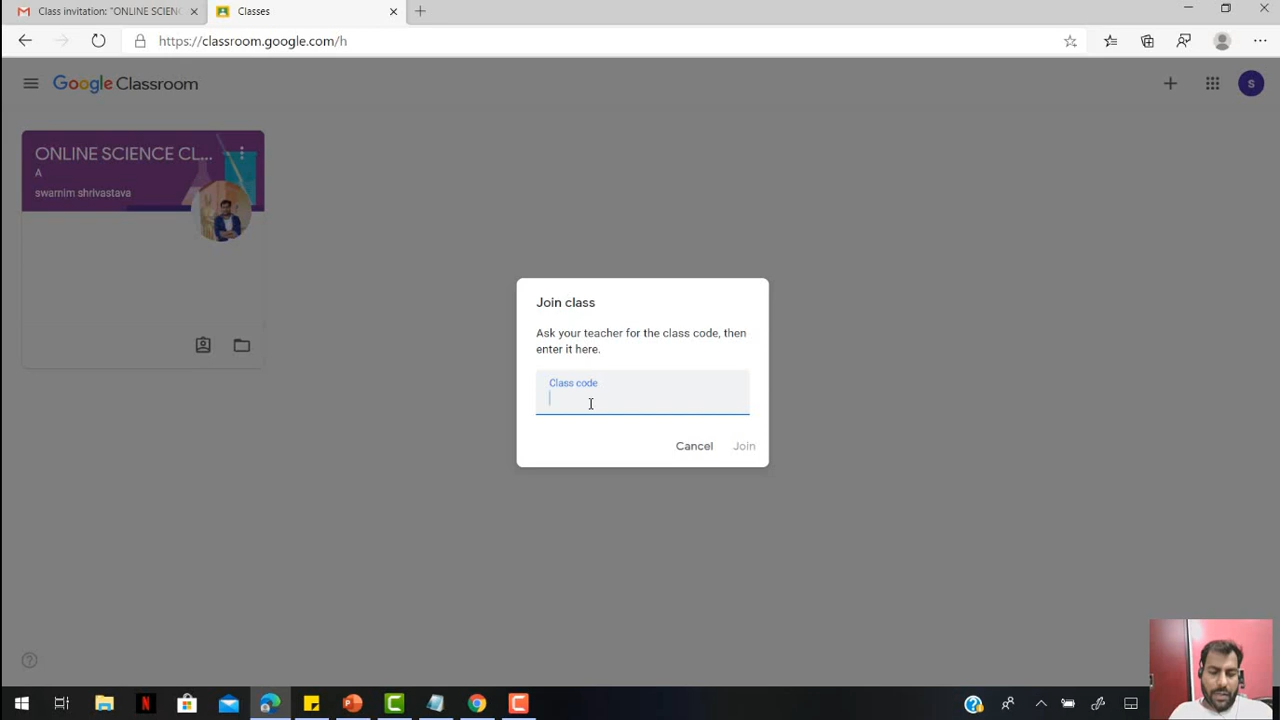 Class invitation: "ONLINE SCIENC
Classes
https://classroom.google.com/h
Google Classroom
s
ONLINE SCIENCE CL...
A
swarnim shrivastava
Join class
Ask your teacher for the class code, then
enter it here.
Class code
Cancel
Join